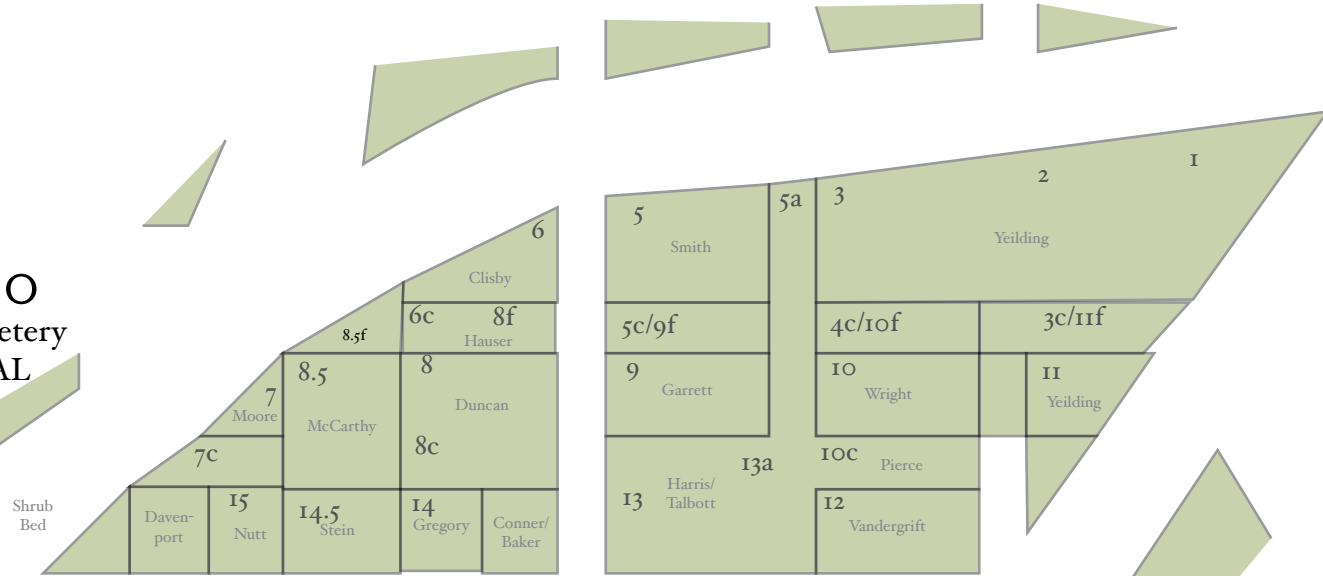 1
2
3
5a
5
Yeilding
6
Smith
Clisby
O
etery
AL
6c
8f
8.5f
Hauser
5c/9f
4c/10f
3c/11f
8.5
8
9
10
11
7
Moore
McCarthy
Duncan
Garrett
Wright
Yeilding
7c
8c
13a
10c
Pierce
Shrub
Bed
Daven-
port
15
Nutt
14.5
Stein
14
Gregory
Conner/
Baker
13
Harris/
Talbott
12
Vandergrift